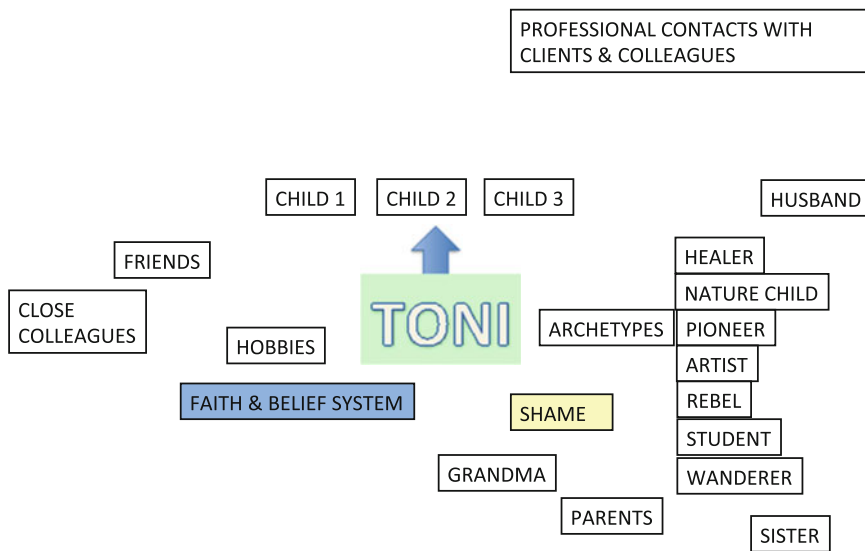 PROFESSIONAL CONTACTS WITH
CLIENTS & COLLEAGUES
CHILD 1
CHILD 2
CHILD 3
HUSBAND
FRIENDS
HEALER
NATURE CHILD
CLOSE
COLLEAGUES
TONI
ARCHETYPES
PIONEER
HOBBIES
ARTIST
FAITH & BELIEF SYSTEM
SHAME
REBEL
STUDENT
GRANDMA
WANDERER
PARENTS
SISTER